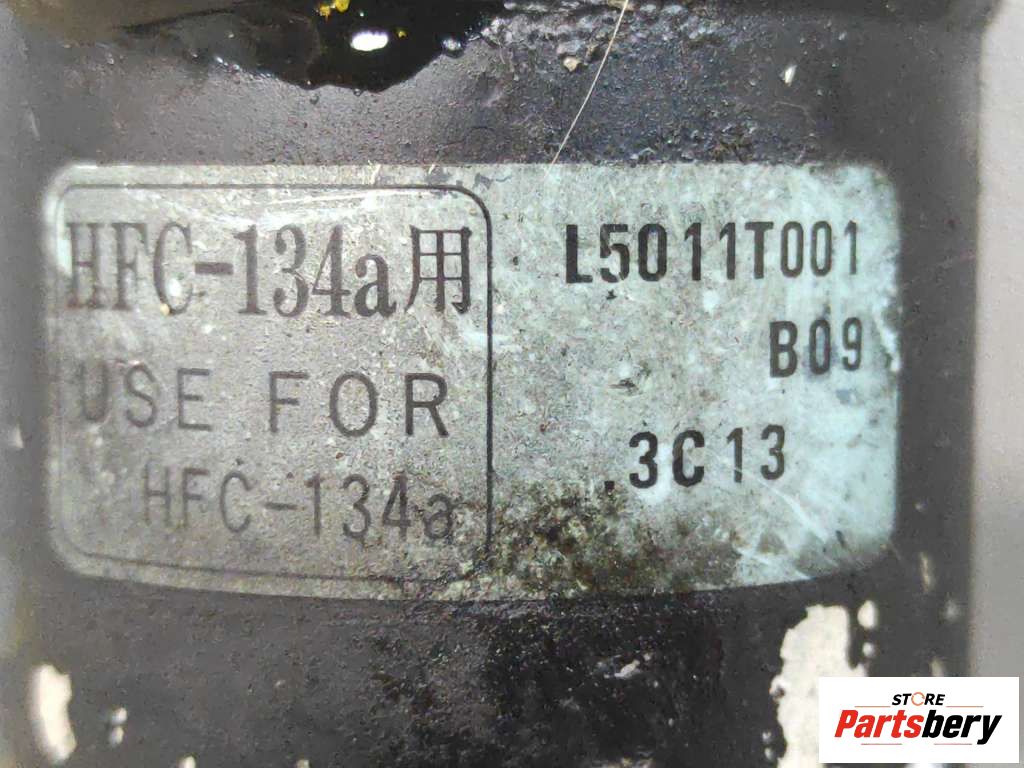 HFC-134a用
USE FOR
HFC-134a
L5011T001
B09
.3C13
STORE
Partsbery